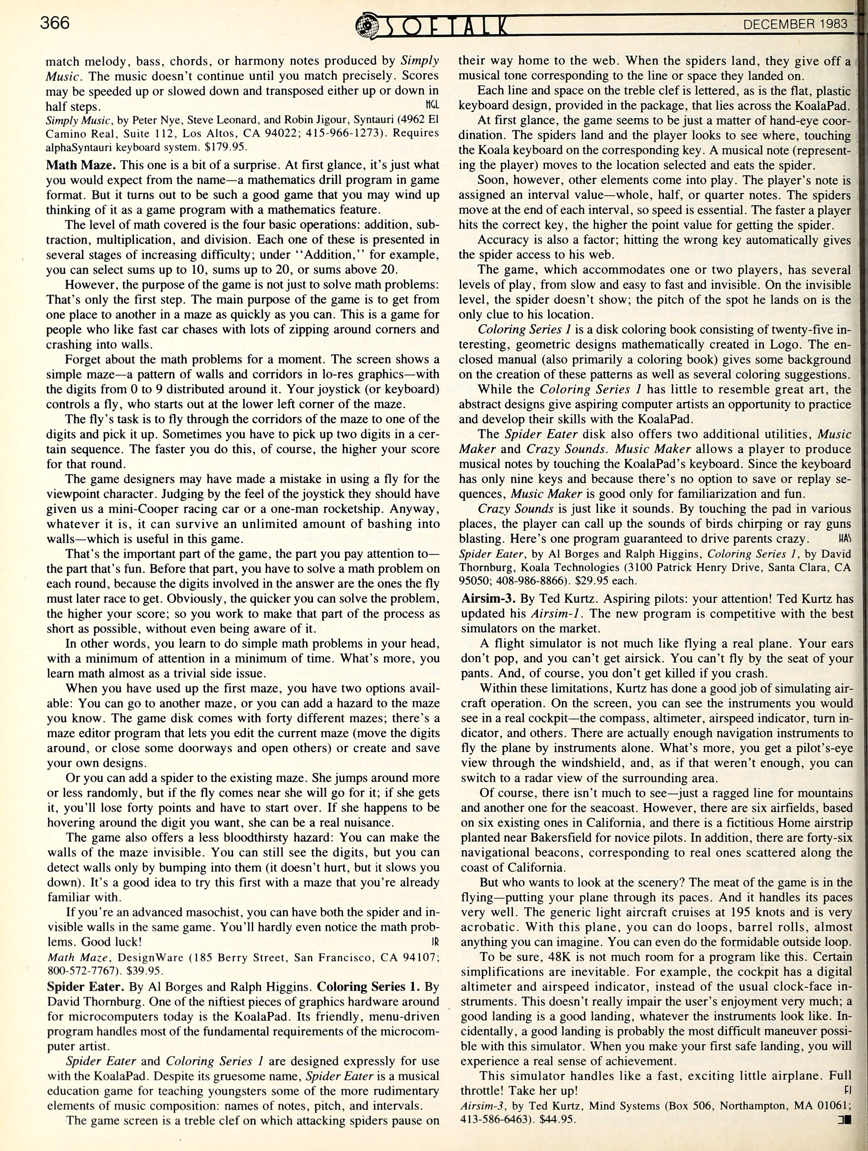 366
SOFTALK
DECEMBER 1983
match melody, bass, chords, or harmony notes produced by Simply
Music. The music doesn't continue until you match precisely. Scores
may be speeded up or slowed down and transposed either up or down in
half steps. MCL
Simply Music, by Peter Nye, Steve Leonard, and Robin Jigour, Syntauri (4962 El
Camino Real, Suite 112, Los Altos, CA 94022; 415-966-1273). Requires
alphaSyntauri keyboard system. $179.95.
Math Maze. This one is a bit of a surprise. At first glance, it's just what
you would expect from the name—a mathematics drill program in game
format. But it turns out to be such a good game that you may wind up
thinking of it as a game program with a mathematics feature.
The level of math covered is the four basic operations: addition, sub-
traction, multiplication, and division. Each one of these is presented in
several stages of increasing difficulty; under "Addition," for example,
you can select sums up to 10, sums up to 20, or sums above 20.
However, the purpose of the game is not just to solve math problems:
That's only the first step. The main purpose of the game is to get from
one place to another in a maze as quickly as you can. This is a game for
people who like fast car chases with lots of zipping around corners and
crashing into walls.
Forget about the math problems for a moment. The screen shows a
simple maze—a pattern of walls and corridors in lo-res graphics—with
the digits from 0 to 9 distributed around it. Your joystick (or keyboard)
controls a fly, who starts out at the lower left corner of the maze.
The fly's task is to fly through the corridors of the maze to one of the
digits and pick it up. Sometimes you have to pick up two digits in a cer-
tain sequence. The faster you do this, of course, the higher your score
for that round.
The game designers may have made a mistake in using a fly for the
viewpoint character. Judging by the feel of the joystick they should have
given us a mini-Cooper racing car or a one-man rocketship. Anyway,
whatever it is, it can survive an unlimited amount of bashing into
walls—which is useful in this game.
That's the important part of the game, the part you pay attention to—
the part that's fun. Before that part, you have to solve a math problem on
each round, because the digits involved in the answer are the ones the fly
must later race to get. Obviously, the quicker you can solve the problem,
the higher your score; so you work to make that part of the process as
short as possible, without even being aware of it.
In other words, you learn to do simple math problems in your head,
with a minimum of attention in a minimum of time. What's more, you
learn math almost as a trivial side issue.
When you have used up the first maze, you have two options avail-
able: You can go to another maze, or you can add a hazard to the maze
you know. The game disk comes with forty different mazes; there's a
maze editor program that lets you edit the current maze (move the digits
around, or close some doorways and open others) or create and save
your own designs.
Or you can add a spider to the existing maze. She jumps around more
or less randomly, but if the fly comes near she will go for it; if she gets
it, you'll lose forty points and have to start over. If she happens to be
hovering around the digit you want, she can be a real nuisance.
The game also offers a less bloodthirsty hazard: You can make the
walls of the maze invisible. You can still see the digits, but you can
detect walls only by bumping into them (it doesn't hurt, but it slows you
down). It's a good idea to try this first with a maze that you're already
familiar with.
If you're an advanced masochist, you can have both the spider and in-
visible walls in the same game. You'll hardly even notice the math prob-
lems. Good luck! JR
Math Maze, DesignWare (185 Berry Street, San Francisco, CA 94107;
800-572-7767). $39.95.
Spider Eater. By Al Borges and Ralph Higgins. Coloring Series 1. By
David Thornburg. One of the niftiest pieces of graphics hardware around
for microcomputers today is the KoalaPad. Its friendly, menu-driven
program handles most of the fundamental requirements of the microcom-
puter artist.
Spider Eater and Coloring Series 1 are designed expressly for use
with the KoalaPad. Despite its gruesome name, Spider Eater is a musical
education game for teaching youngsters some of the more rudimentary
elements of music composition: names of notes, pitch, and intervals.
The game screen is a treble clef on which attacking spiders pause on
their way home to the web. When the spiders land, they give off a
musical tone corresponding to the line or space they landed on.
Each line and space on the treble clef is lettered, as is the flat, plastic
keyboard design, provided in the package, that lies across the KoalaPad.
At first glance, the game seems to be just a matter of hand-eye coor-
dination. The spiders land and the player looks to see where, touching
the Koala keyboard on the corresponding key. A musical note (represent-
ing the player) moves to the location selected and eats the spider.
Soon, however, other elements come into play. The player's note is
assigned an interval value—whole, half, or quarter notes. The spiders
move at the end of each interval, so speed is essential. The faster a player
hits the correct key, the higher the point value for getting the spider.
Accuracy is also a factor; hitting the wrong key automatically gives
the spider access to his web.
The game, which accommodates one or two players, has several
levels of play, from slow and easy to fast and invisible. On the invisible
level, the spider doesn't show; the pitch of the spot he lands on is the
only clue to his location.
Coloring Series 1 is a disk coloring book consisting of twenty-five in-
teresting, geometric designs mathematically created in Logo. The en-
closed manual (also primarily a coloring book) gives some background
on the creation of these patterns as well as several coloring suggestions.
While the Coloring Series 1 has little to resemble great art, the
abstract designs give aspiring computer artists an opportunity to practice
and develop their skills with the KoalaPad.
The Spider Eater disk also offers two additional utilities, Music
Maker and Crazy Sounds. Music Maker allows a player to produce
musical notes by touching the KoalaPad's keyboard. Since the keyboard
has only nine keys and because there's no option to save or replay se-
quences, Music Maker is good only for familiarization and fun.
Crazy Sounds is just like it sounds. By touching the pad in various
places, the player can call up the sounds of birds chirping or ray guns
blasting. Here's one program guaranteed to drive parents crazy. HAS
Spider Eater, by Al Borges and Ralph Higgins, Coloring Series 1, by David
Thornburg, Koala Technologies (3100 Patrick Henry Drive, Santa Clara, CA
95050; 408-986-8866). $29.95 each.
Airsim-3. By Ted Kurtz. Aspiring pilots: your attention! Ted Kurtz has
updated his Airsim-1. The new program is competitive with the best
simulators on the market.
A flight simulator is not much like flying a real plane. Your ears
don't pop, and you can't get airsick. You can't fly by the seat of your
pants. And, of course, you don't get killed if you crash.
Within these limitations, Kurtz has done a good job of simulating air-
craft operation. On the screen, you can see the instruments you would
see in a real cockpit—the compass, altimeter, airspeed indicator, turn in-
dicator, and others. There are actually enough navigation instruments to
fly the plane by instruments alone. What's more, you get a pilot's-eye
view through the windshield, and, as if that weren't enough, you can
switch to a radar view of the surrounding area.
Of course, there isn't much to see—just a ragged line for mountains
and another one for the seacoast. However, there are six airfields, based
on six existing ones in California, and there is a fictitious Home airstrip
planted near Bakersfield for novice pilots. In addition, there are forty-six
navigational beacons, corresponding to real ones scattered along the
coast of California.
But who wants to look at the scenery? The meat of the game is in the
flying—putting your plane through its paces. And it handles its paces
very well. The generic light aircraft cruises at 195 knots and is very
acrobatic. With this plane, you can do loops, barrel rolls, almost
anything you can imagine. You can even do the formidable outside loop.
To be sure, 48K is not much room for a program like this. Certain
simplifications are inevitable. For example, the cockpit has a digital
altimeter and airspeed indicator, instead of the usual clock-face in-
struments. This doesn't really impair the user's enjoyment very much; a
good landing is a good landing, whatever the instruments look like. In-
cidentally, a good landing is probably the most difficult maneuver possi-
ble with this simulator. When you make your first safe landing, you will
experience a real sense of achievement.
This simulator handles like a fast, exciting little airplane. Full
throttle! Take her up!
Airsim-3, by Ted Kurtz, Mind Systems (Box 506, Northampton, MA 01061;
413-586-6463). $44.95.